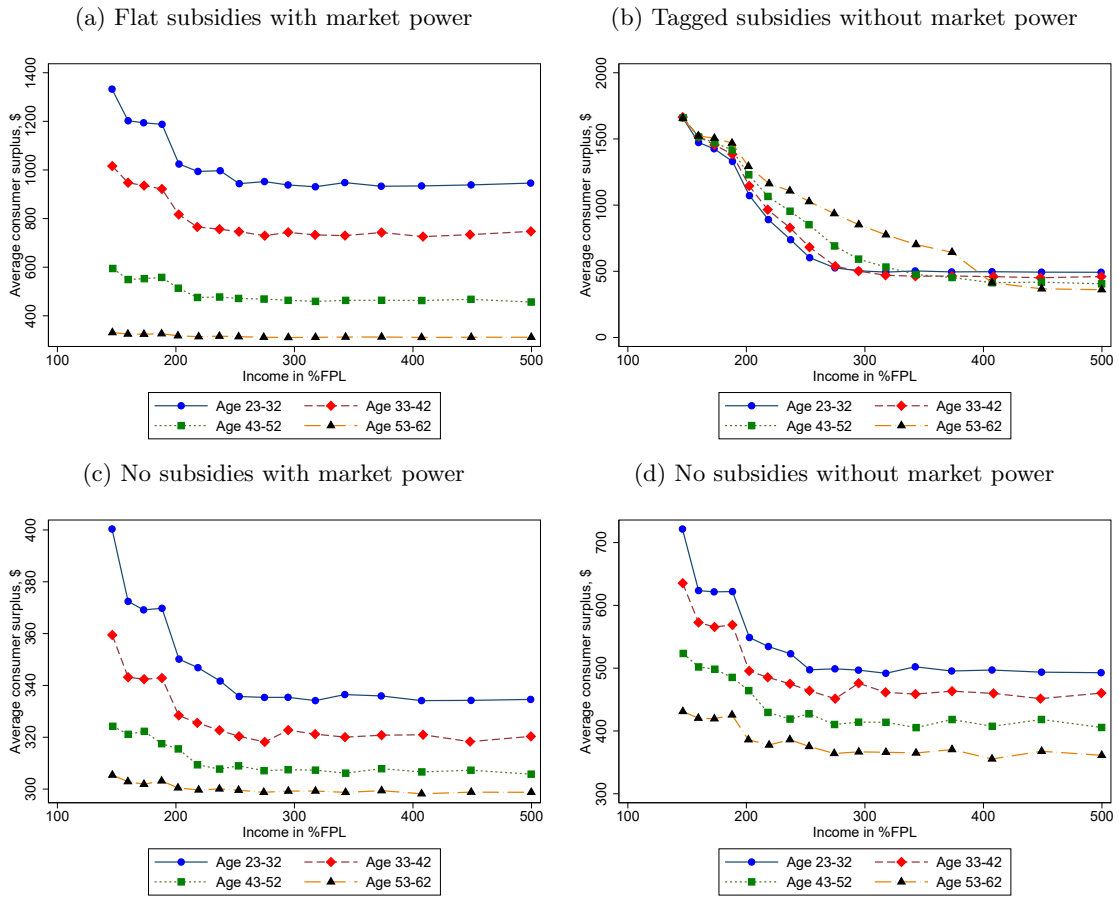 (a) Flat subsidies with market power
Average consumer surplus, $
1400
1200
1000
800
600
400
100 200 300 400 500
Income in %FPL
Age 23-32 Age 33-42
Age 43-52 Age 53-62
(b) Tagged subsidies without market power
Average consumer surplus, $
2000
1500
1000
500
0
100 200 300 400 500
Income in %FPL
Age 23-32 Age 33-42
Age 43-52 Age 53-62
(c) No subsidies with market power
Average consumer surplus, $
400
380
360
340
320
300
100 200 300 400 500
Income in %FPL
Age 23-32 Age 33-42
Age 43-52 Age 53-62
(d) No subsidies without market power
Average consumer surplus, $
700
600
500
400
300
100 200 300 400 500
Income in %FPL
Age 23-32 Age 33-42
Age 43-52 Age 53-62